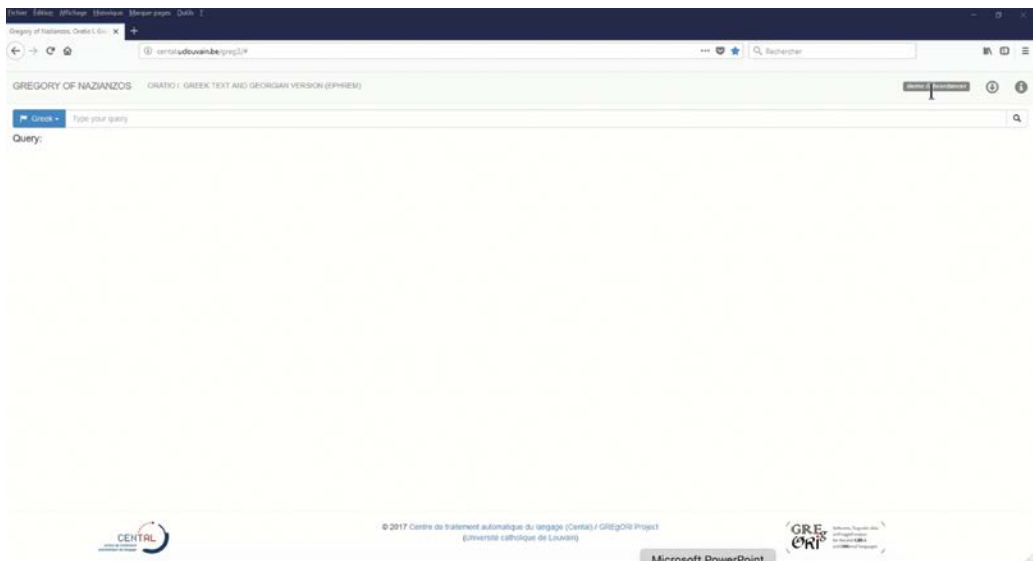 Fichier Édition Affichage Historique Marquer-pages Outils ?
Gregory of Nazianzos, Oratio I. Gr
cental.uclouvain.be/greg2/#
Rechercher
GREGORY OF NAZIANZOS ORATIO I: GREEK TEXT AND GEORGIAN VERSION (EPHREM)
Greek Type your query
Query:
© 2017 Centre de traitement automatique du langage (Cental) / GREgORI Project
(Université catholique de Louvain)
CENTAL
GRE
gORI
Microsoft PowerPoint